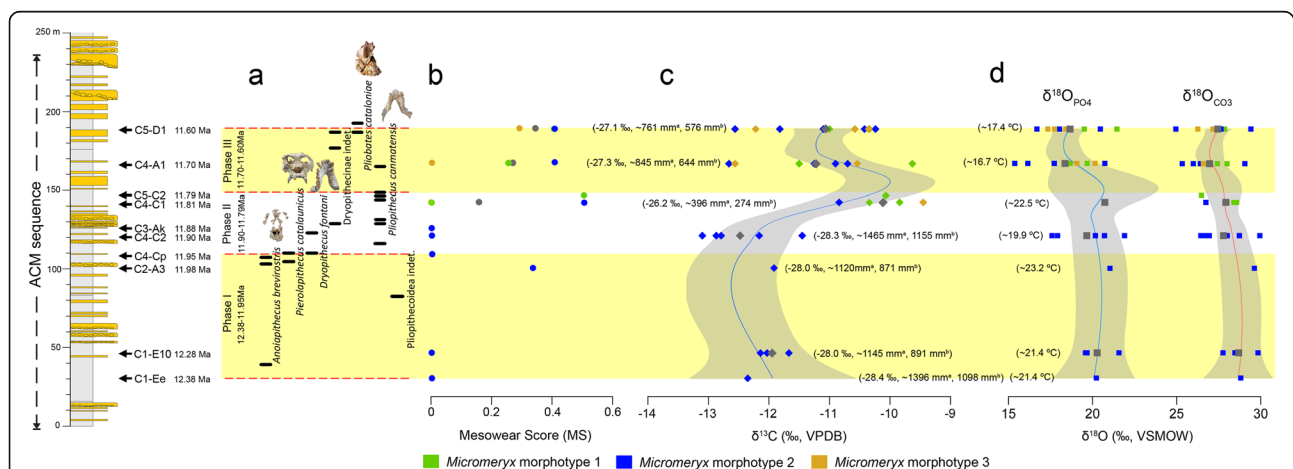 a
b
c
d
250 m
200
150
100
50
0
ACM sequence
C5-D1 11.60 Ma
C4-A1 11.70 Ma
C5-C2 11.79 Ma
C4-C1 11.81 Ma
C3-Ak 11.88 Ma
C4-C2 11.90 Ma
C4-Cp 11.95 Ma
C2-A3 11.98 Ma
C1-E10 12.28 Ma
C1-Ee 12.38 Ma
Phase III
11.70-11.60Ma
Phase II
11.90-11.79Ma
Phase I
12.38-11.95Ma
Anoiapithecus brevirostris
Pierolapithecus catalaunicus
Dryopithecus fontani
Dryopithecinae indet.
Pliobates cataloniae
Pliopithecus canmatensis
Pliopithecoidea indet.
0
0.2
0.4
0.6
Mesowear Score (MS)
(-27.1 ‰, ~761 mmᵃ, 576 mmᵇ)
(-27.3 ‰, ~845 mmᵃ, 644 mmᵇ)
(-26.2 ‰, ~396 mmᵃ, 274 mmᵇ)
(-28.3 ‰, ~1465 mmᵃ, 1155 mmᵇ)
(-28.0 ‰, ~1120mmᵃ, 871 mmᵇ)
(-28.0 ‰, ~1145 mmᵃ, 891 mmᵇ)
(-28.4 ‰, ~1396 mmᵃ, 1098 mmᵇ)
-14
-13
-12
-11
-10
-9
δ¹³C (‰, VPDB)
δ¹⁸O PO4
δ¹⁸O CO3
(~17.4 ºC)
(~16.7 ºC)
(~22.5 ºC)
(~19.9 ºC)
(~23.2 ºC)
(~21.4 ºC)
(~21.4 ºC)
15
20
25
30
δ¹⁸O (‰, VSMOW)
Micromeryx morphotype 1
Micromeryx morphotype 2
Micromeryx morphotype 3